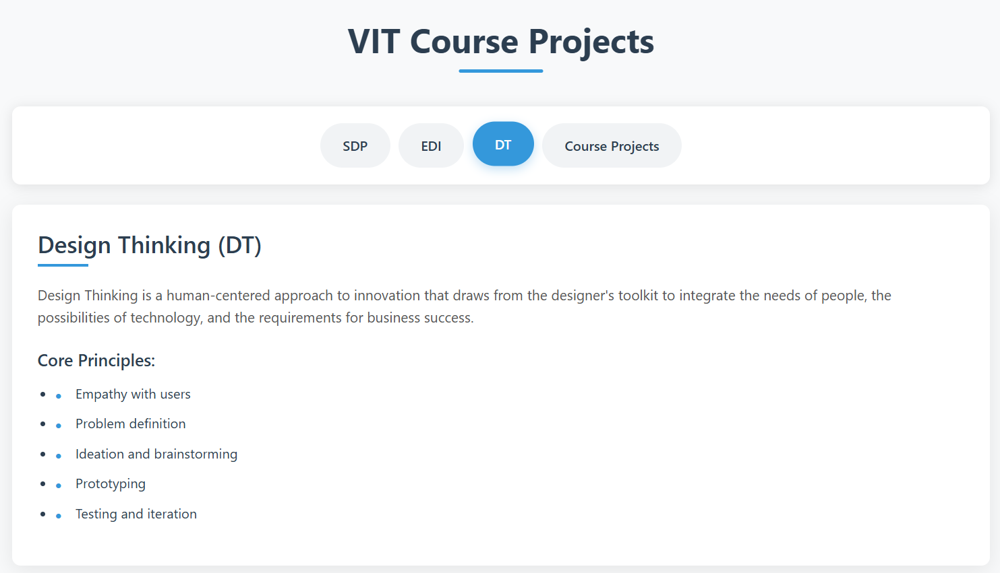 VIT Course Projects
SDP
EDI
DT
Course Projects
Design Thinking (DT)
Design Thinking is a human-centered approach to innovation that draws from the designer's toolkit to integrate the needs of people, the
possibilities of technology, and the requirements for business success.
Core Principles:
Empathy with users
Problem definition
Ideation and brainstorming
Prototyping
Testing and iteration